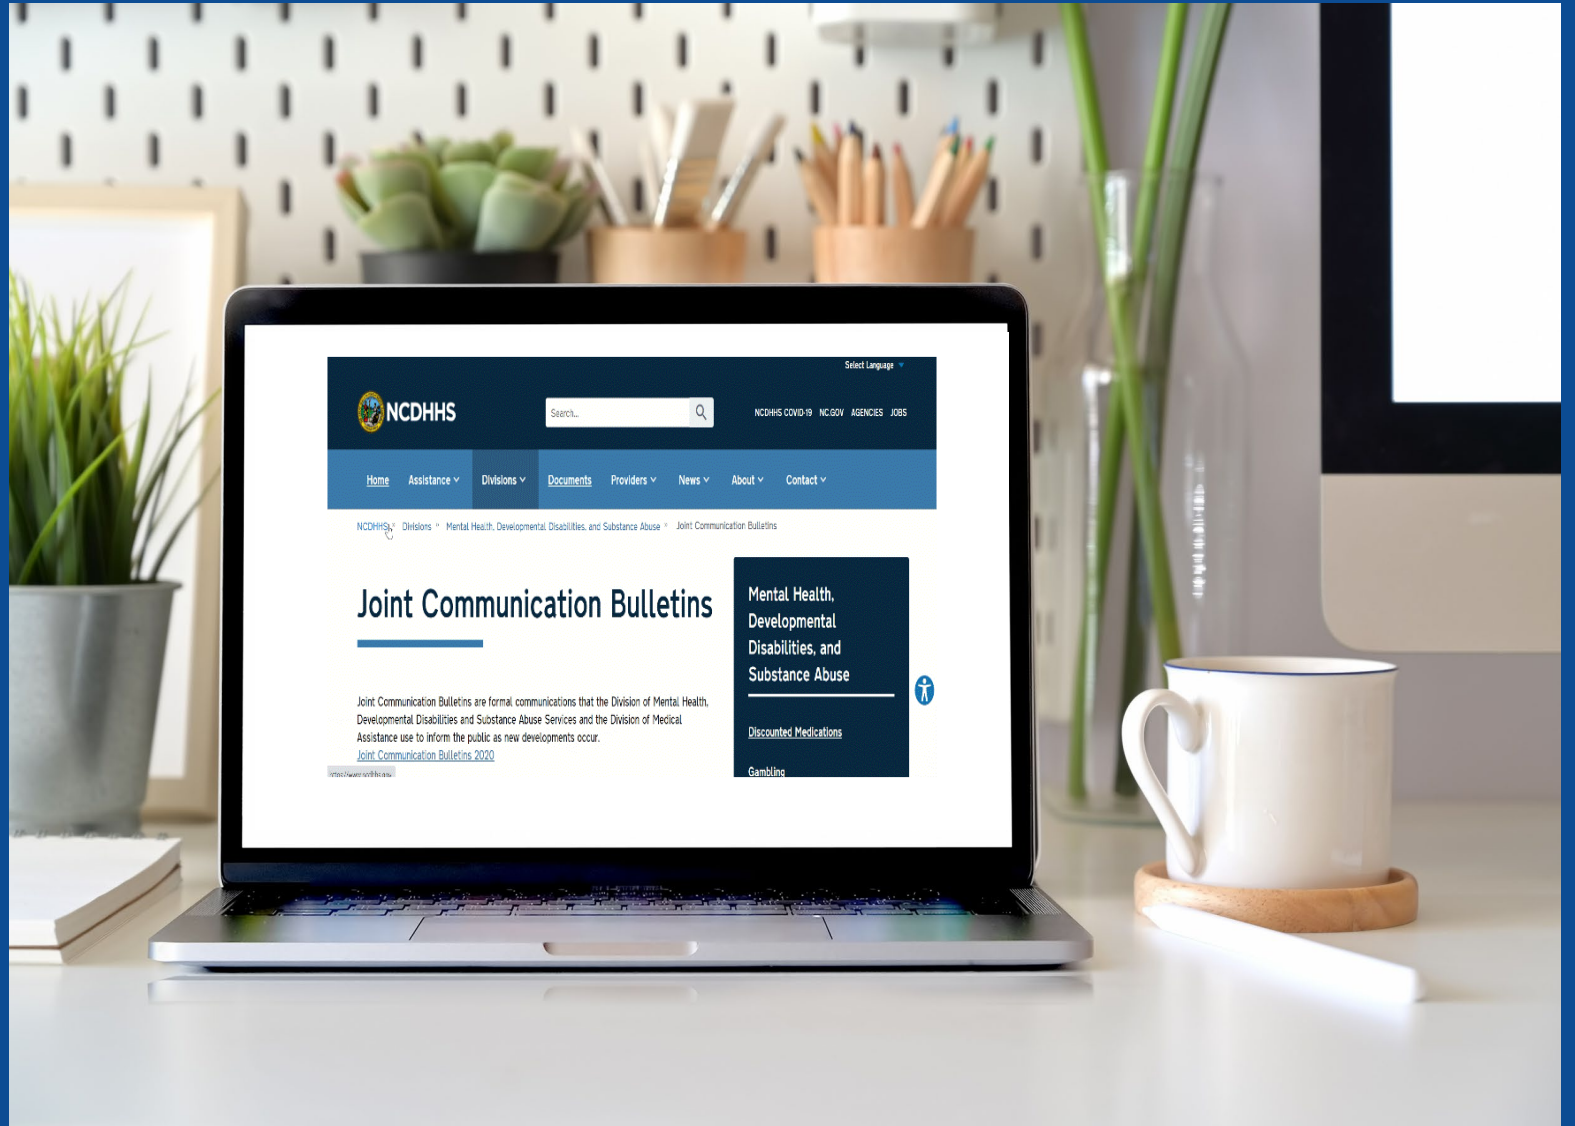 Select Language
NCDHHS
Search...
NCDHHS COVID-19 NC.GOV AGENCIES JOBS
Home Assistance Divisions Documents Providers News About Contact
NCDHHS » Divisions » Mental Health, Developmental Disabilities, and Substance Abuse » Joint Communication Bulletins
Joint Communication Bulletins
Joint Communication Bulletins are formal communications that the Division of Mental Health,
Developmental Disabilities and Substance Abuse Services and the Division of Medical
Assistance use to inform the public as new developments occur.
Joint Communication Bulletins 2020
Mental Health,
Developmental
Disabilities, and
Substance Abuse
Discounted Medications
Gambling